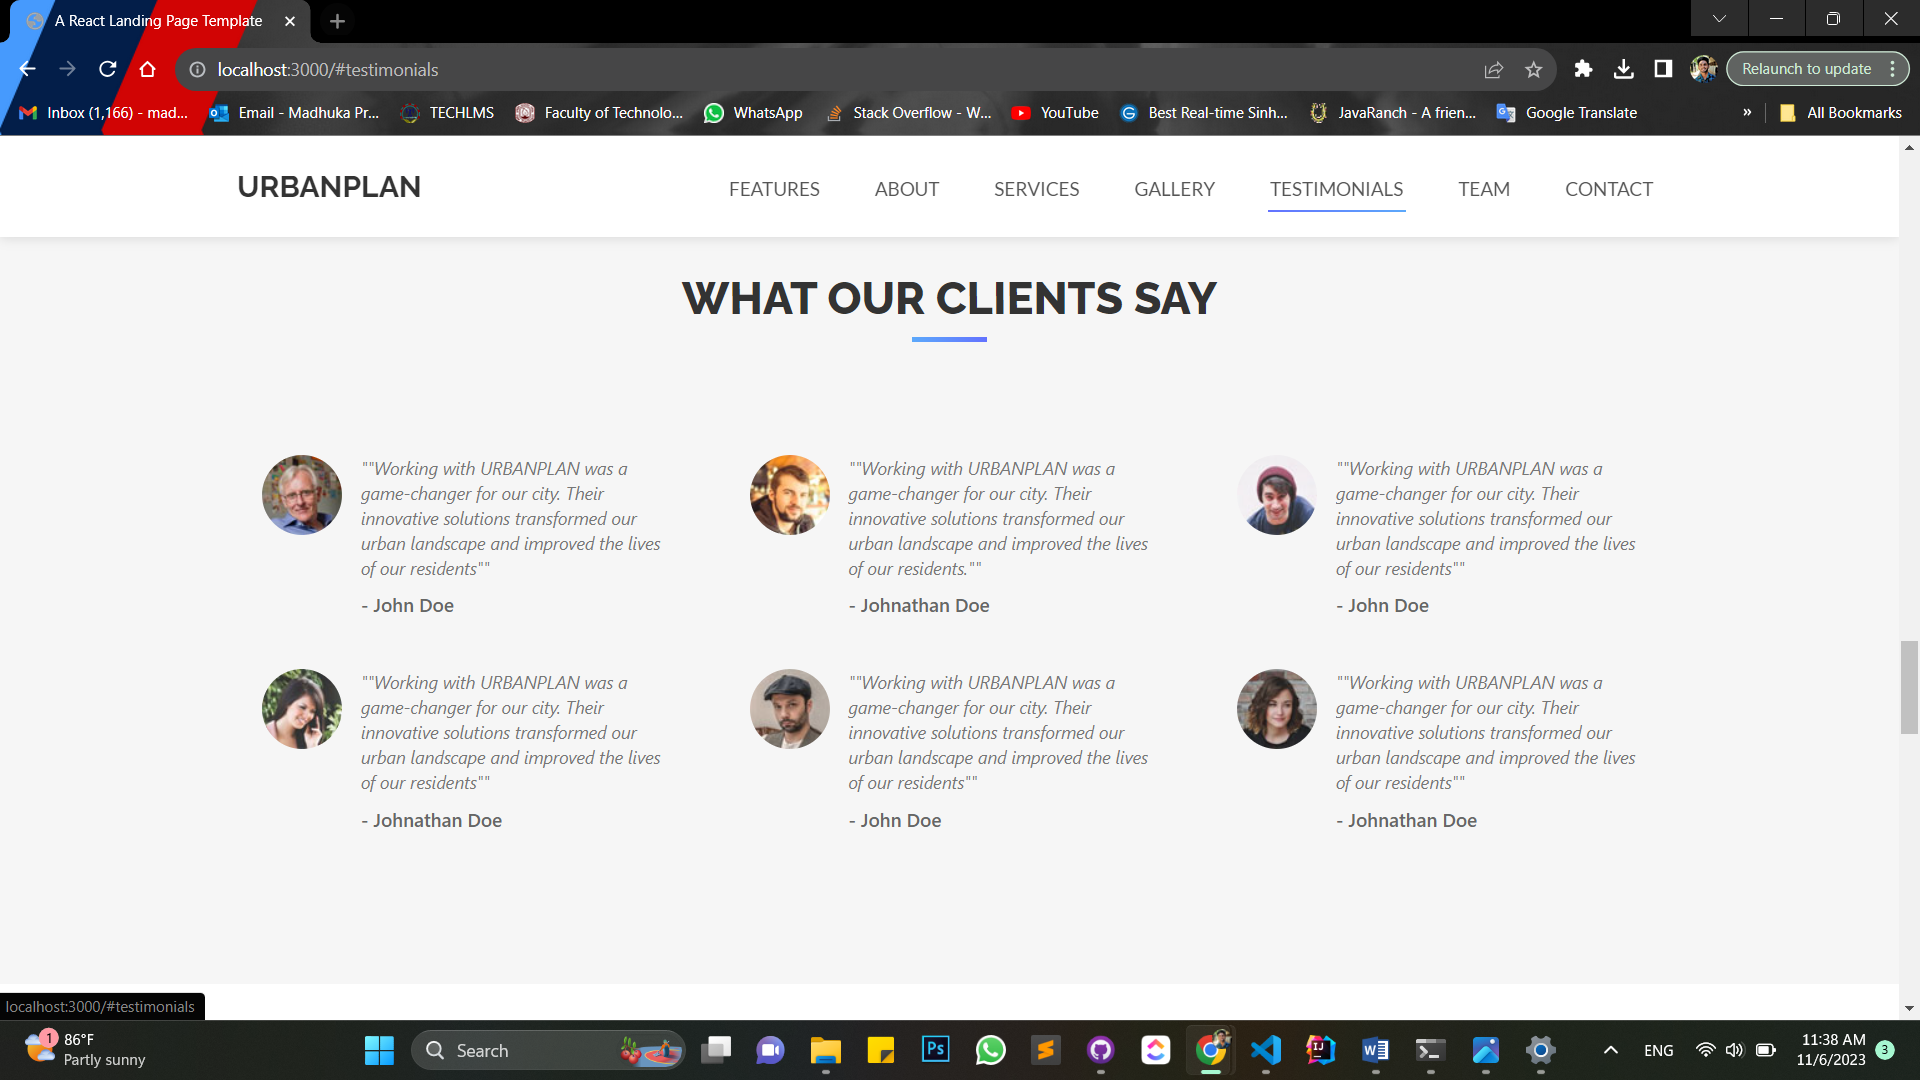 A React Landing Page Template
localhost:3000/#testimonials
Relaunch to update
Inbox (1,166) - mad...
Email - Madhuka Pr...
TECHLMS
Faculty of Technolo...
WhatsApp
Stack Overflow - W...
YouTube
Best Real-time Sinh...
JavaRanch - A frien...
Google Translate
»
All Bookmarks
URBANPLAN
FEATURES
ABOUT
SERVICES
GALLERY
TESTIMONIALS
TEAM
CONTACT
WHAT OUR CLIENTS SAY
""Working with URBANPLAN was a
game-changer for our city. Their
innovative solutions transformed our
urban landscape and improved the lives
of our residents""
- John Doe
""Working with URBANPLAN was a
game-changer for our city. Their
innovative solutions transformed our
urban landscape and improved the lives
of our residents.""
- Johnathan Doe
""Working with URBANPLAN was a
game-changer for our city. Their
innovative solutions transformed our
urban landscape and improved the lives
of our residents""
- John Doe
""Working with URBANPLAN was a
game-changer for our city. Their
innovative solutions transformed our
urban landscape and improved the lives
of our residents""
- Johnathan Doe
""Working with URBANPLAN was a
game-changer for our city. Their
innovative solutions transformed our
urban landscape and improved the lives
of our residents""
- John Doe
""Working with URBANPLAN was a
game-changer for our city. Their
innovative solutions transformed our
urban landscape and improved the lives
of our residents""
- Johnathan Doe
localhost:3000/#testimonials
1
86°F
Partly sunny
Search
Ps
IJ
W
ENG
11:38 AM
11/6/2023
3